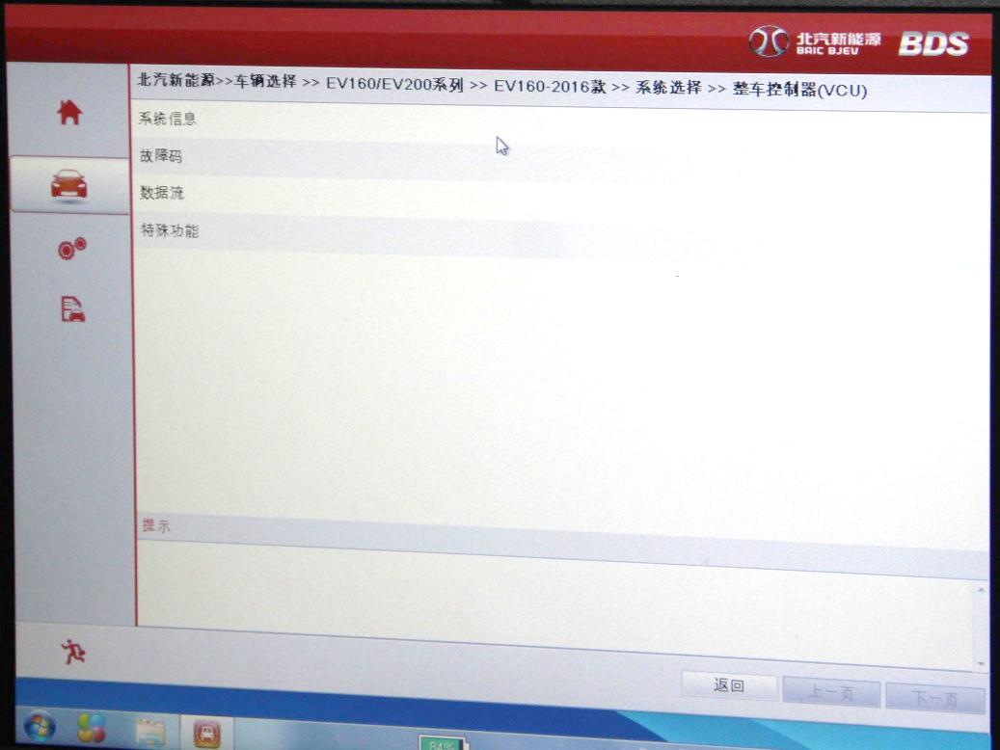 北汽新能源
BAIC BJEV
BDS
北汽新能源>>车辆选择 >> EV160/EV200系列 >> EV160-2016款 >> 系统选择 >> 整车控制器(VCU)
系统信息
故障码
数据流
特殊功能
提示
返回
上一页
下一页
84%